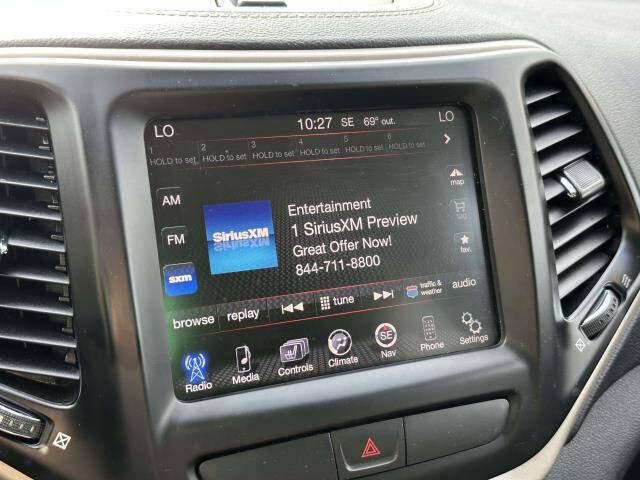 LO 10:27 SE 69° out. LO
1 2 3 4 5 6
HOLD to set HOLD to set HOLD to set HOLD to set HOLD to set HOLD to set
AM
map
SiriusXM
Entertainment
1 SiriusXM Preview
Great Offer Now!
844-711-8800
tag
FM
fav.
sxm
browse replay tune traffic & weather audio
SE
Radio Media Controls Climate Nav Phone Settings